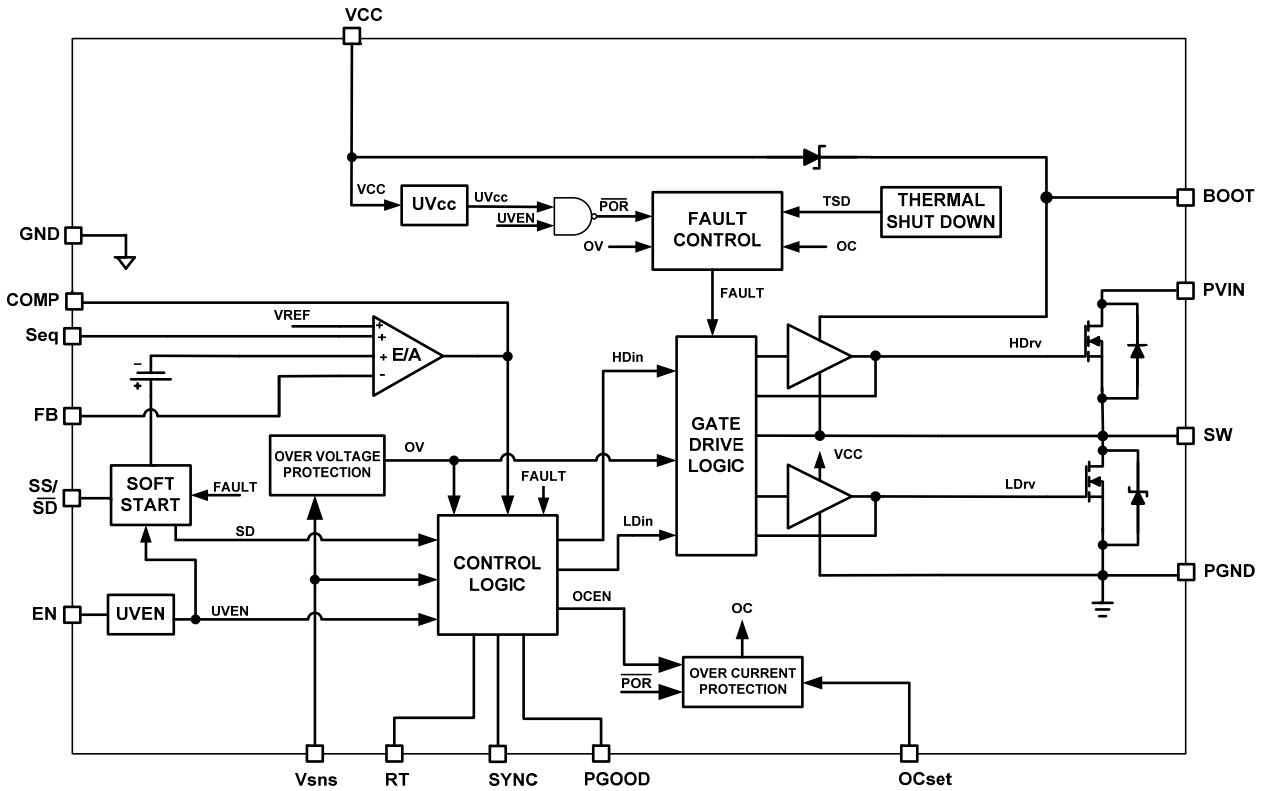 VCC
VCC
UVcc
UVcc
UVEN
POR
OV
FAULT
CONTROL
TSD
THERMAL
SHUT DOWN
OC
BOOT
GND
FAULT
PVIN
COMP
Seq
VREF
+
+
+
-
E/A
−
+
FB
HDin
HDrv
GATE
DRIVE
LOGIC
SW
OVER VOLTAGE
PROTECTION
OV
VCC
FAULT
SS/
SD
SOFT
START
FAULT
LDrv
SD
LDin
CONTROL
LOGIC
PGND
EN
UVEN
UVEN
OCEN
OC
POR
OVER CURRENT
PROTECTION
Vsns
RT
SYNC
PGOOD
OCset